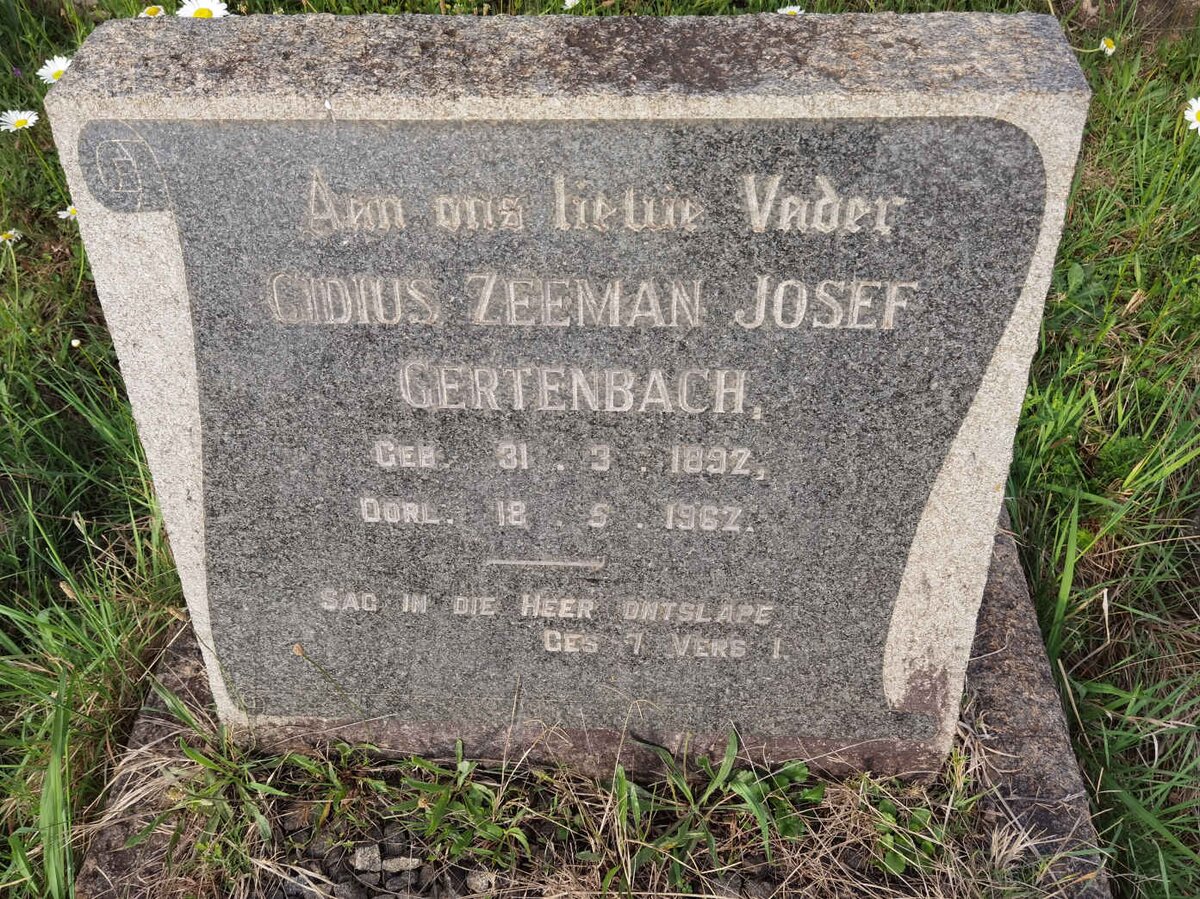 Aan ons liewe Vader
GIDIUS ZEEMAN JOSEF
GERTENBACH,
GEB. 31 . 3 . 1892,
OORL. 18 . 5 . 1962.
SAG IN DIE HEER ONTSLAPE
GES 7 VERS 1.